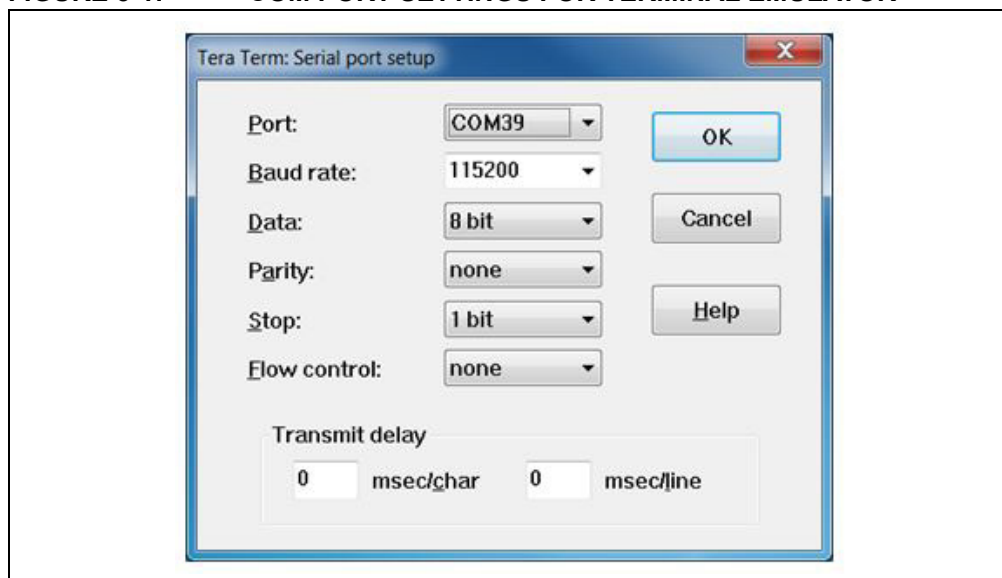 Tera Term: Serial port setup
Port: COM39
OK
Baud rate: 115200
Data: 8 bit
Cancel
Parity: none
Stop: 1 bit
Help
Flow control: none
Transmit delay
0 msec/char 0 msec/line